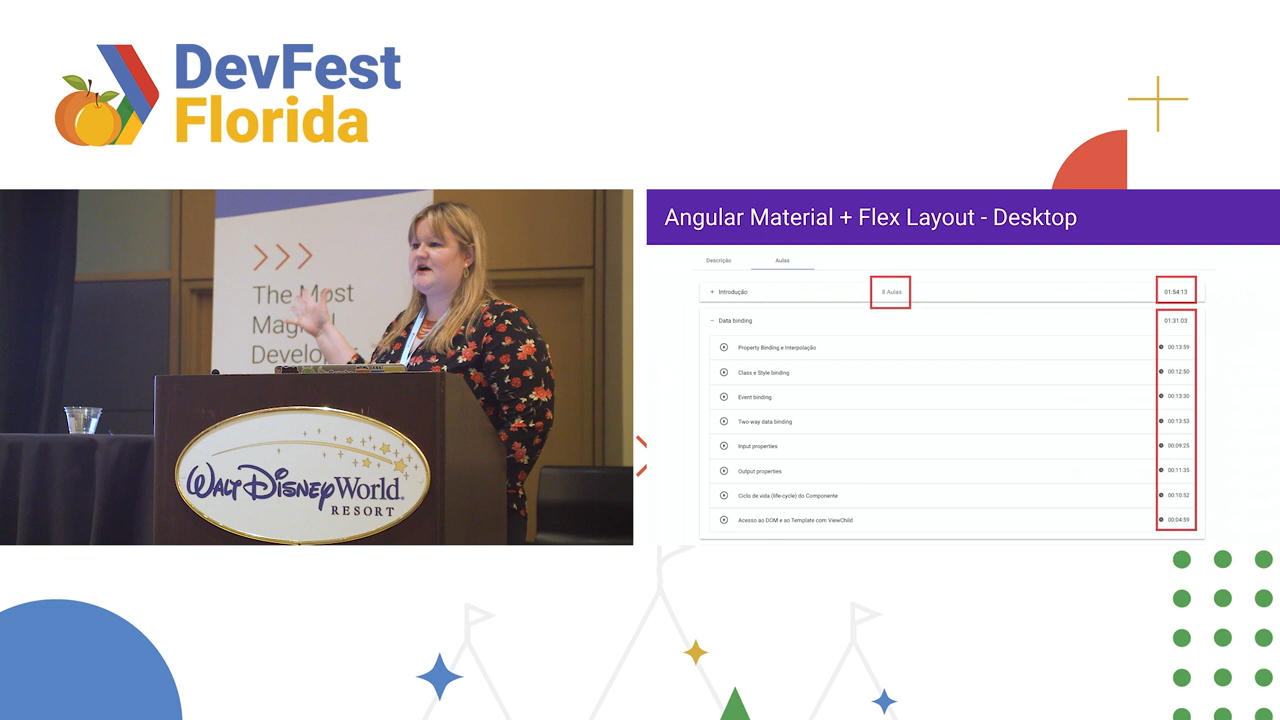 DevFest
Florida
The Most
Develop
WALT DISNEY World
RESORT
Angular Material + Flex Layout - Desktop
Descrição Aulas
+ Introdução 8 Aulas 01:54:13
− Data binding 01:31:03
Property Binding e Interpolação 00:13:59
Class e Style binding 00:12:50
Event binding 00:13:30
Two-way data binding 00:13:53
Input properties 00:09:25
Output properties 00:11:35
Ciclo de vida (life-cycle) do Componente 00:10:52
Acesso ao DOM e ao Template com ViewChild 00:04:59